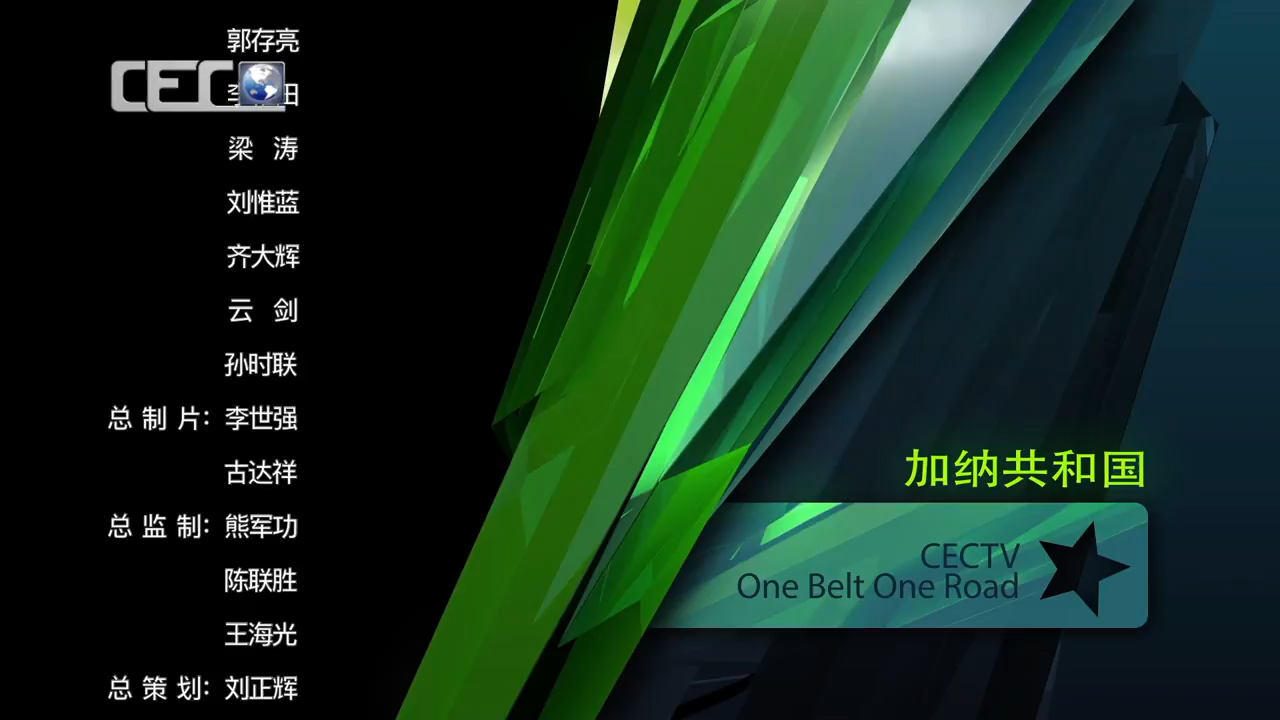 郭存亮
CEC
梁 涛
刘惟蓝
齐大辉
云 剑
孙时联
总制片：李世强
古达祥
总监制：熊军功
陈联胜
王海光
总策划：刘正辉
加纳共和国
CECTV
One Belt One Road